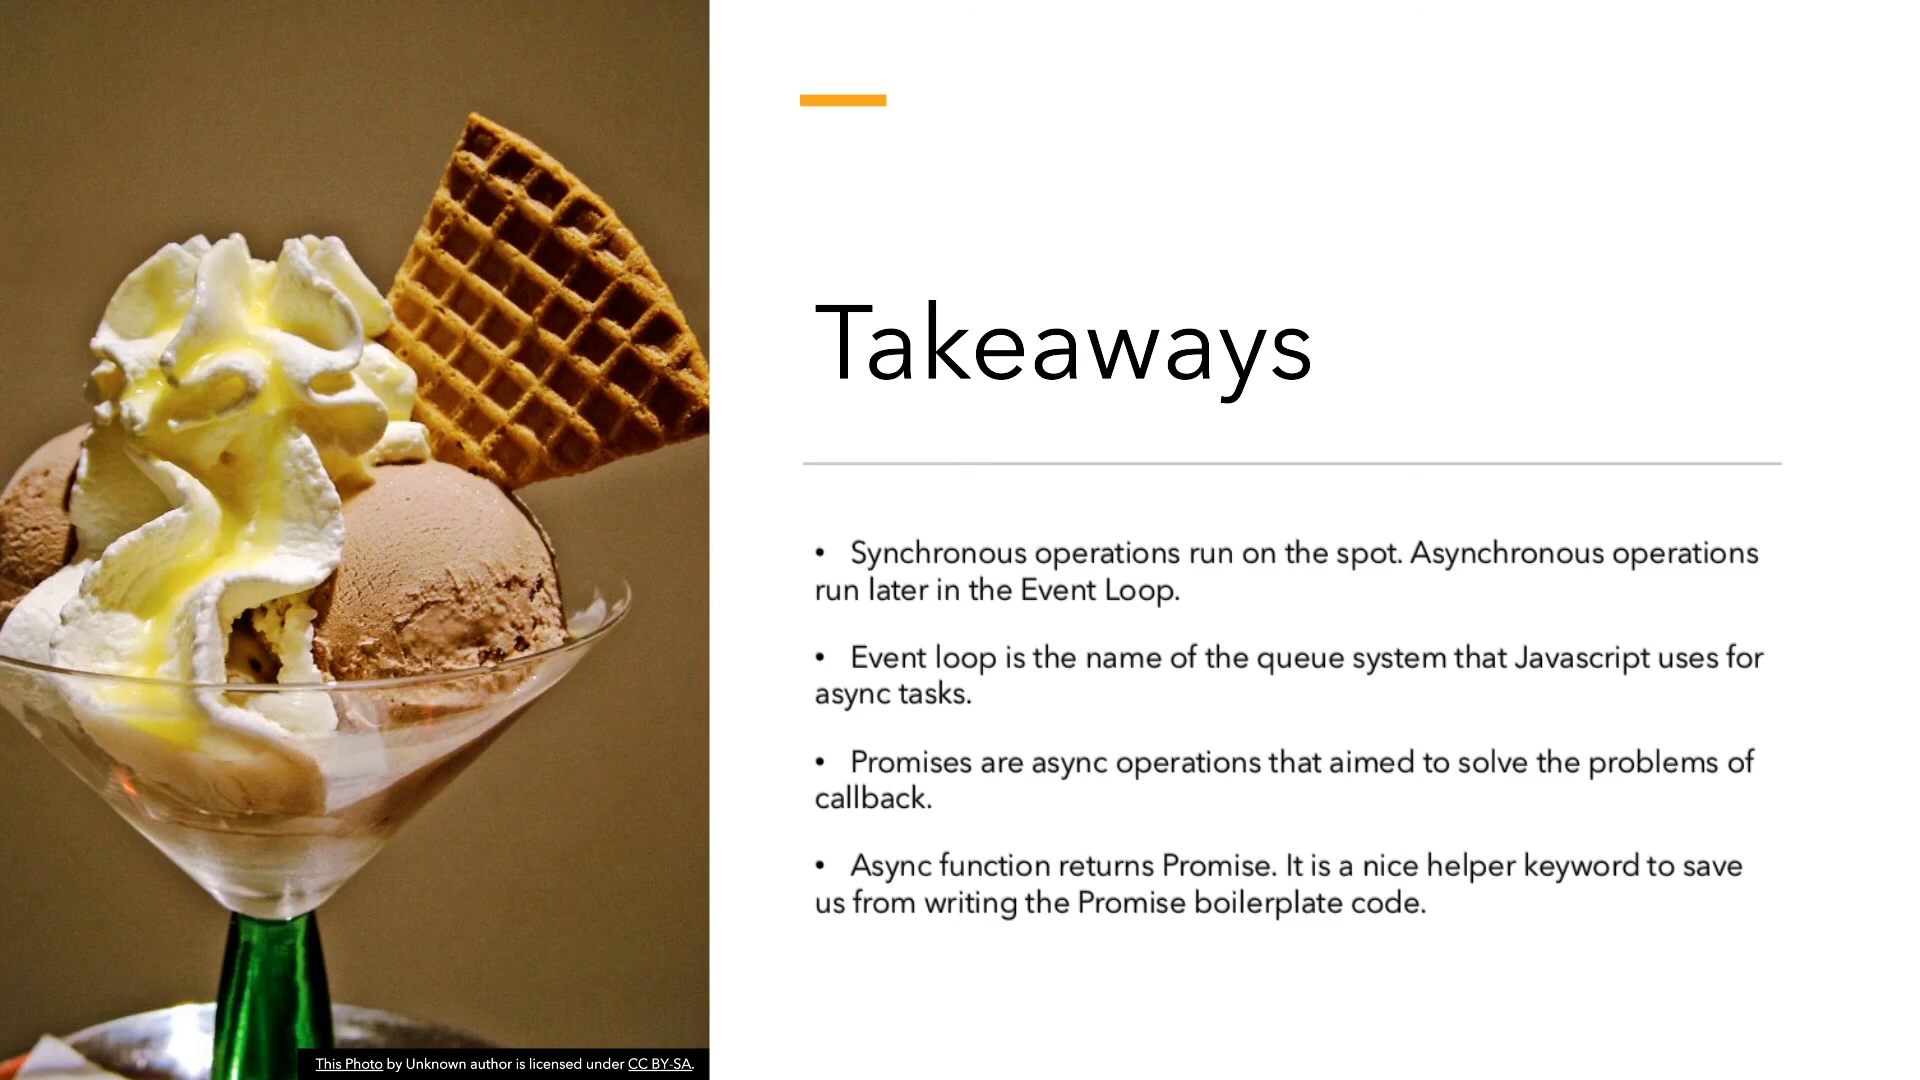 Takeaways
• Synchronous operations run on the spot. Asynchronous operations
run later in the Event Loop.
• Event loop is the name of the queue system that Javascript uses for
async tasks.
• Promises are async operations that aimed to solve the problems of
callback.
• Async function returns Promise. It is a nice helper keyword to save
us from writing the Promise boilerplate code.
This Photo by Unknown author is licensed under CC BY-SA.